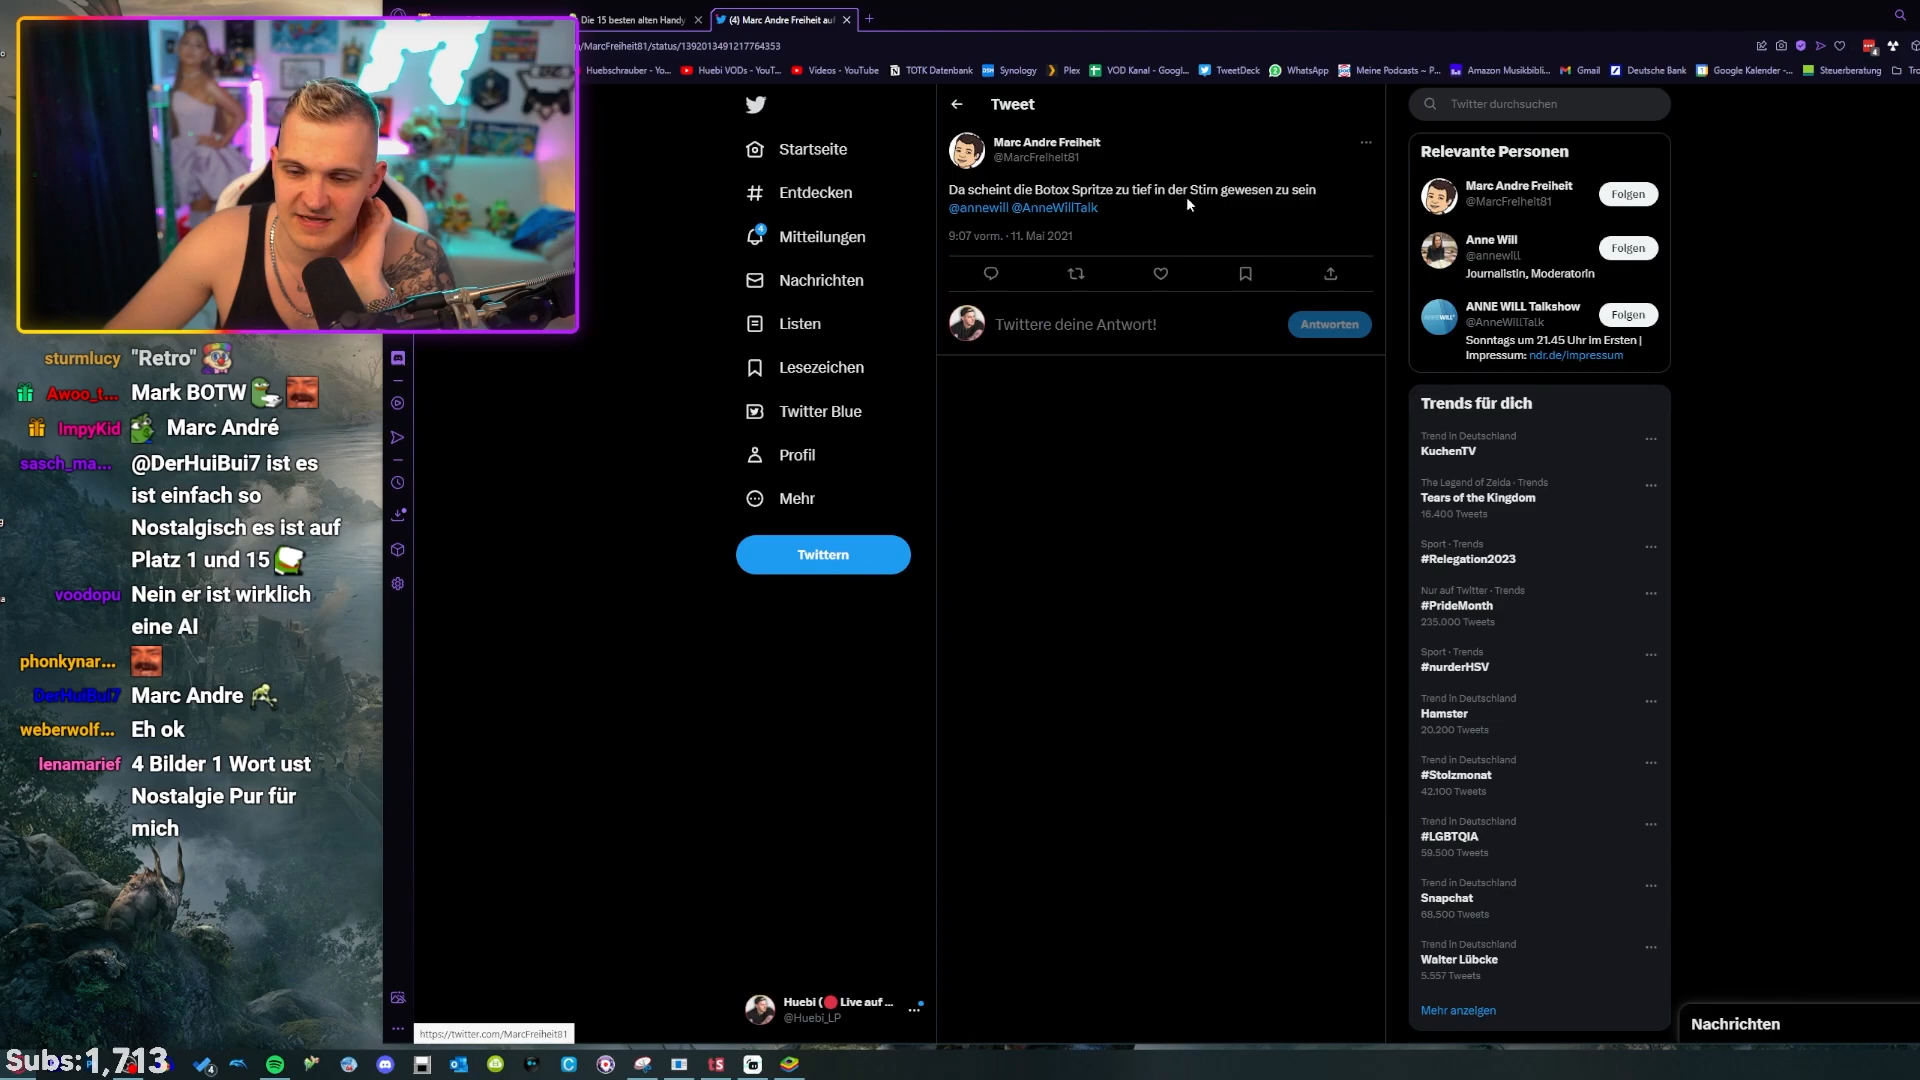 Die 15 besten alten Handy
(4) Marc Andre Freiheit auf
/MarcFreiheit81/status/1392013491217764353
Huebschrauber - Yo...
Huebi VODs - YouT...
Videos - YouTube
TOTK Datenbank
Synology
Plex
VOD Kanal - Googl...
TweetDeck
WhatsApp
Meine Podcasts ~ P...
Amazon Musikbibli...
Gmail
Deutsche Bank
Google Kalender -...
Steuerberatung
Startseite
Entdecken
4
Mitteilungen
Nachrichten
Listen
Lesezeichen
Twitter Blue
Profil
Mehr
Twittern
Huebi (🔴 Live auf ...
@Huebi_LP
Tweet
Marc Andre Freiheit
@MarcFreiheit81
Da scheint die Botox Spritze zu tief in der Stirn gewesen zu sein
@annewill @AnneWillTalk
9:07 vorm. · 11. Mai 2021
Twittere deine Antwort!
Antworten
Twitter durchsuchen
Relevante Personen
Marc Andre Freiheit
@MarcFreiheit81
Folgen
Anne Will
@annewill
Folgen
Journalistin, Moderatorin
ANNE WILL Talkshow
@AnneWillTalk
Folgen
Sonntags um 21.45 Uhr im Ersten |
Impressum: ndr.de/impressum
Trends für dich
Trend in Deutschland
KuchenTV
The Legend of Zelda · Trends
Tears of the Kingdom
16.400 Tweets
Sport · Trends
#Relegation2023
Nur auf Twitter · Trends
#PrideMonth
235.000 Tweets
Sport · Trends
#nurderHSV
Trend in Deutschland
Hamster
20.200 Tweets
Trend in Deutschland
#Stolzmonat
42.100 Tweets
Trend in Deutschland
#LGBTQIA
59.500 Tweets
Trend in Deutschland
Snapchat
68.500 Tweets
Trend in Deutschland
Walter Lübcke
5.557 Tweets
Mehr anzeigen
Nachrichten
sturmlucy "Retro"
Awoo_t... Mark BOTW
ImpyKid Marc André
sasch_ma... @DerHuiBui7 ist es
ist einfach so
Nostalgisch es ist auf
Platz 1 und 15
voodopu Nein er ist wirklich
eine AI
phonkynar...
DerHuiBui7 Marc Andre
weberwolf... Eh ok
lenamarief 4 Bilder 1 Wort ust
Nostalgie Pur für
mich
https://twitter.com/MarcFreiheit81
Subs:1,713